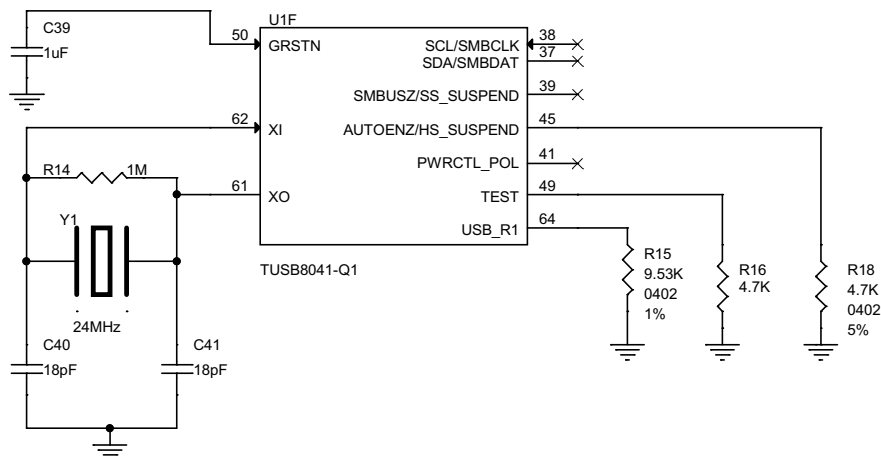 U1F
C39
1uF
50
GRSTN
SCL/SMBCLK
38
SDA/SMBDAT
37
SMBUSZ/SS_SUSPEND
39
62
XI
AUTOENZ/HS_SUSPEND
45
R14
1M
PWRCTL_POL
41
61
XO
TEST
49
Y1
USB_R1
64
TUSB8041-Q1
24MHz
R15
9.53K
0402
1%
R16
4.7K
R18
4.7K
0402
5%
C40
18pF
C41
18pF